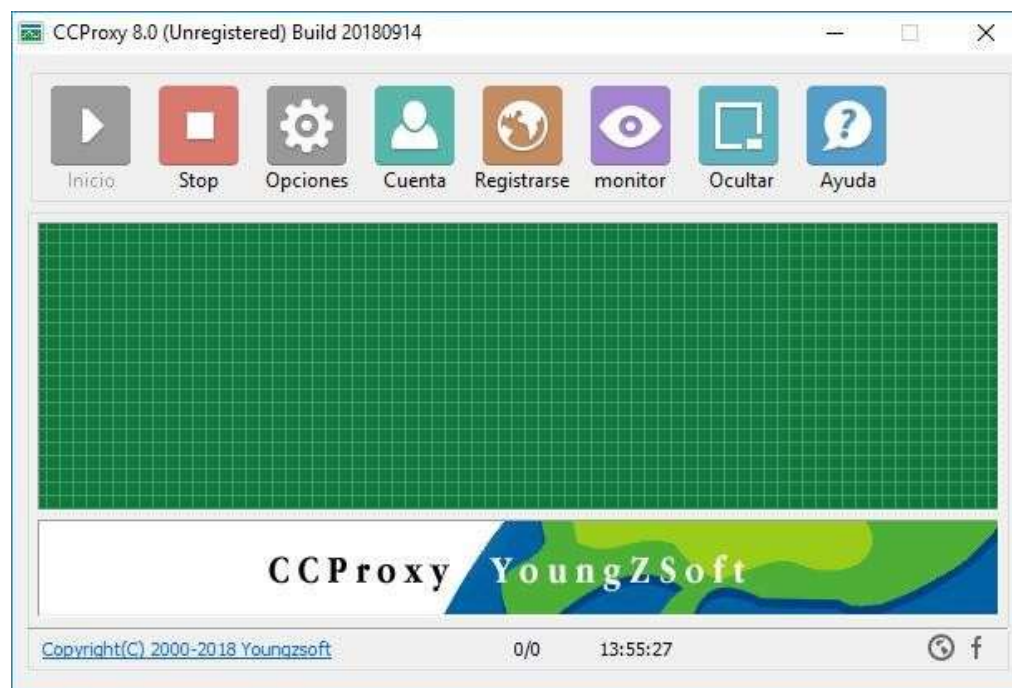 CCProxy 8.0 (Unregistered) Build 20180914
Inicio Stop Opciones Cuenta Registrarse monitor Ocultar Ayuda
CCProxy YoungZSoft
Copyright(C) 2000-2018 Youngzsoft 0/0 13:55:27